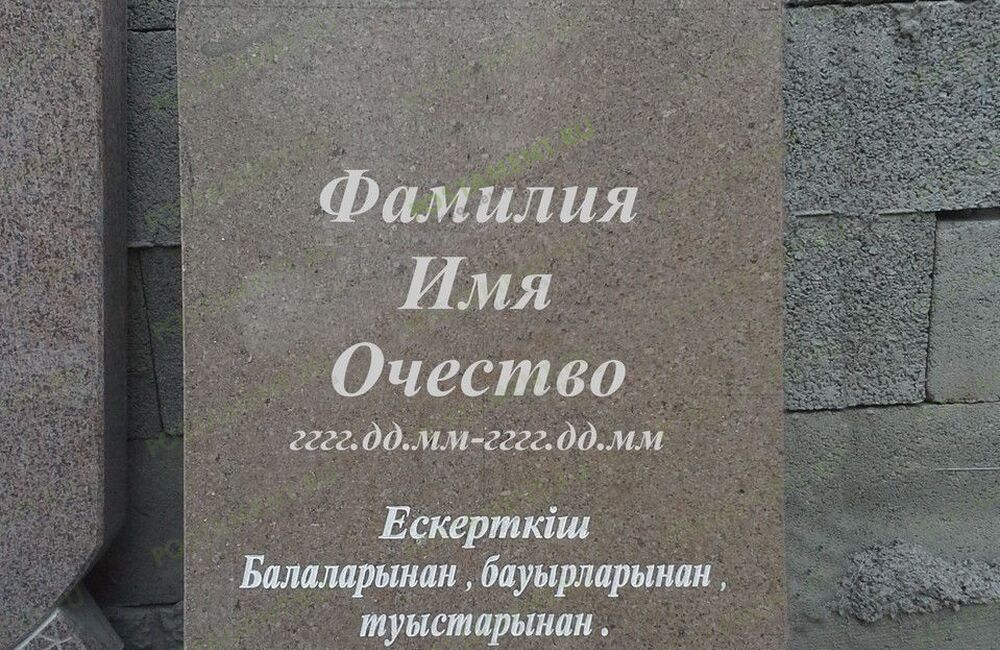 Фамилия
Имя
Очество
гггг.дд.мм-гггг.дд.мм
Ескерткіш
Балаларынан , бауырларынан ,
туыстарынан .